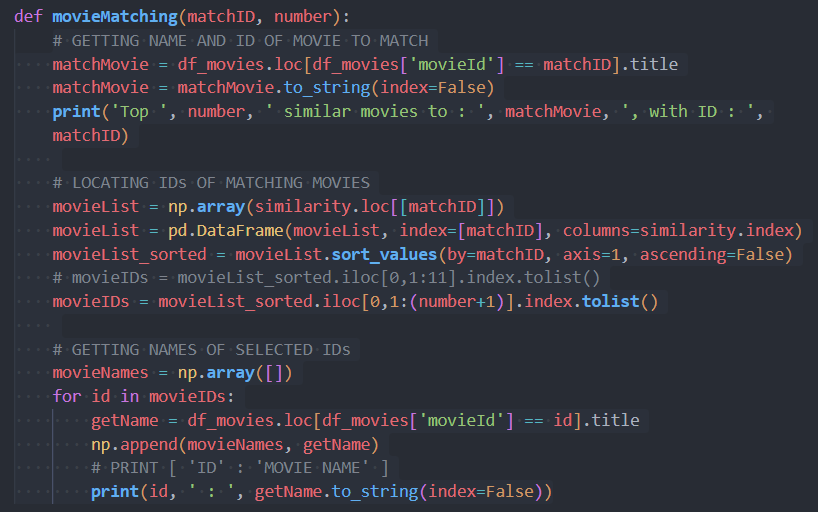 def movieMatching(matchID, number):
    # GETTING NAME AND ID OF MOVIE TO MATCH
    matchMovie = df_movies.loc[df_movies['movieId'] == matchID].title
    matchMovie = matchMovie.to_string(index=False)
    print('Top ', number, ' similar movies to : ', matchMovie, ', with ID : ',
    matchID)

    # LOCATING IDs OF MATCHING MOVIES
    movieList = np.array(similarity.loc[[matchID]])
    movieList = pd.DataFrame(movieList, index=[matchID], columns=similarity.index)
    movieList_sorted = movieList.sort_values(by=matchID, axis=1, ascending=False)
    # movieIDs = movieList_sorted.iloc[0,1:11].index.tolist()
    movieIDs = movieList_sorted.iloc[0,1:(number+1)].index.tolist()

    # GETTING NAMES OF SELECTED IDs
    movieNames = np.array([])
    for id in movieIDs:
        getName = df_movies.loc[df_movies['movieId'] == id].title
        np.append(movieNames, getName)
        # PRINT [ 'ID' : 'MOVIE NAME' ]
        print(id, ' : ', getName.to_string(index=False))